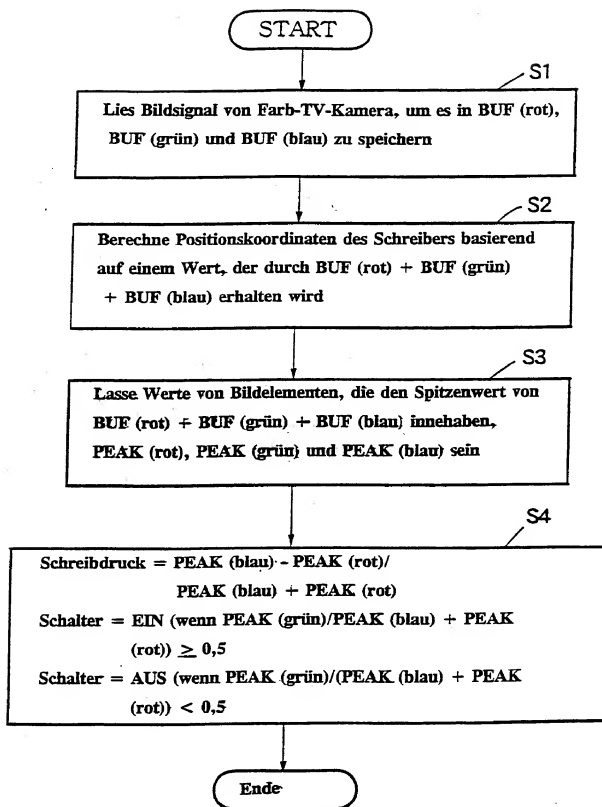 START
S1
Lies Bildsignal von Farb-TV-Kamera, um es in BUF (rot),
BUF (grün) und BUF (blau) zu speichern
S2
Berechne Positionskoordinaten des Schreibers basierend
auf einem Wert, der durch BUF (rot) + BUF (grün)
+ BUF (blau) erhalten wird
S3
Lasse Werte von Bildelementen, die den Spitzenwert von
BUF (rot) + BUF (grün) + BUF (blau) innehaben,
PEAK (rot), PEAK (grün) und PEAK (blau) sein
S4
Schreibdruck = PEAK (blau) - PEAK (rot)/
PEAK (blau) + PEAK (rot)
Schalter = EIN (wenn PEAK (grün)/PEAK (blau) + PEAK
(rot)) ≥ 0,5
Schalter = AUS (wenn PEAK (grün)/(PEAK (blau) + PEAK
(rot)) < 0,5
Ende